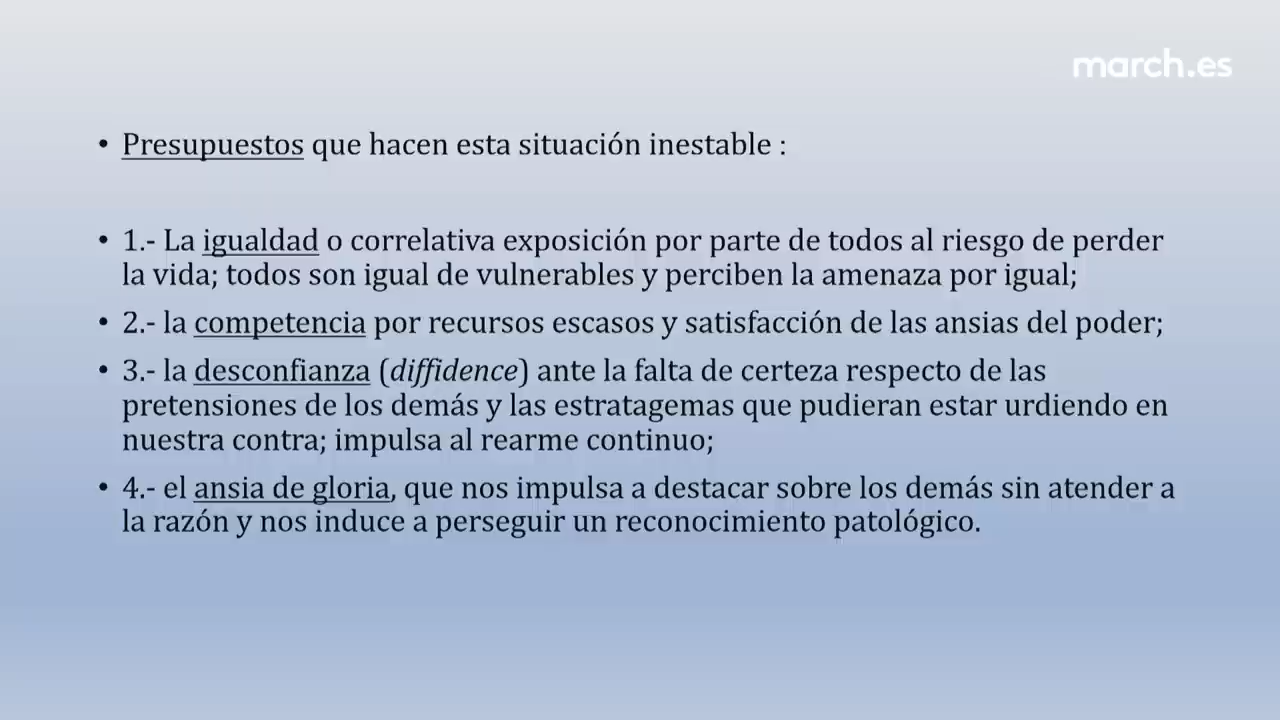 march.es
• Presupuestos que hacen esta situación inestable :
• 1.- La igualdad o correlativa exposición por parte de todos al riesgo de perder
la vida; todos son igual de vulnerables y perciben la amenaza por igual;
• 2.- la competencia por recursos escasos y satisfacción de las ansias del poder;
• 3.- la desconfianza (diffidence) ante la falta de certeza respecto de las
pretensiones de los demás y las estratagemas que pudieran estar urdiendo en
nuestra contra; impulsa al rearme continuo;
• 4.- el ansia de gloria, que nos impulsa a destacar sobre los demás sin atender a
la razón y nos induce a perseguir un reconocimiento patológico.